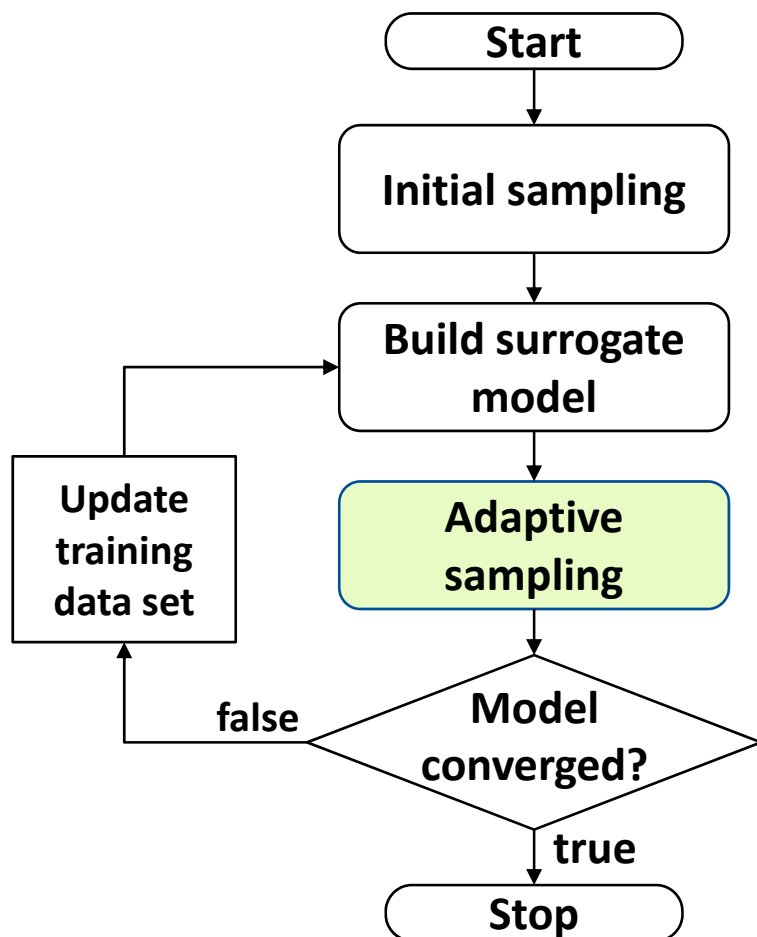 Start
Initial sampling
Build surrogate
model
Update
training
data set
Adaptive
sampling
false
Model
converged?
true
Stop